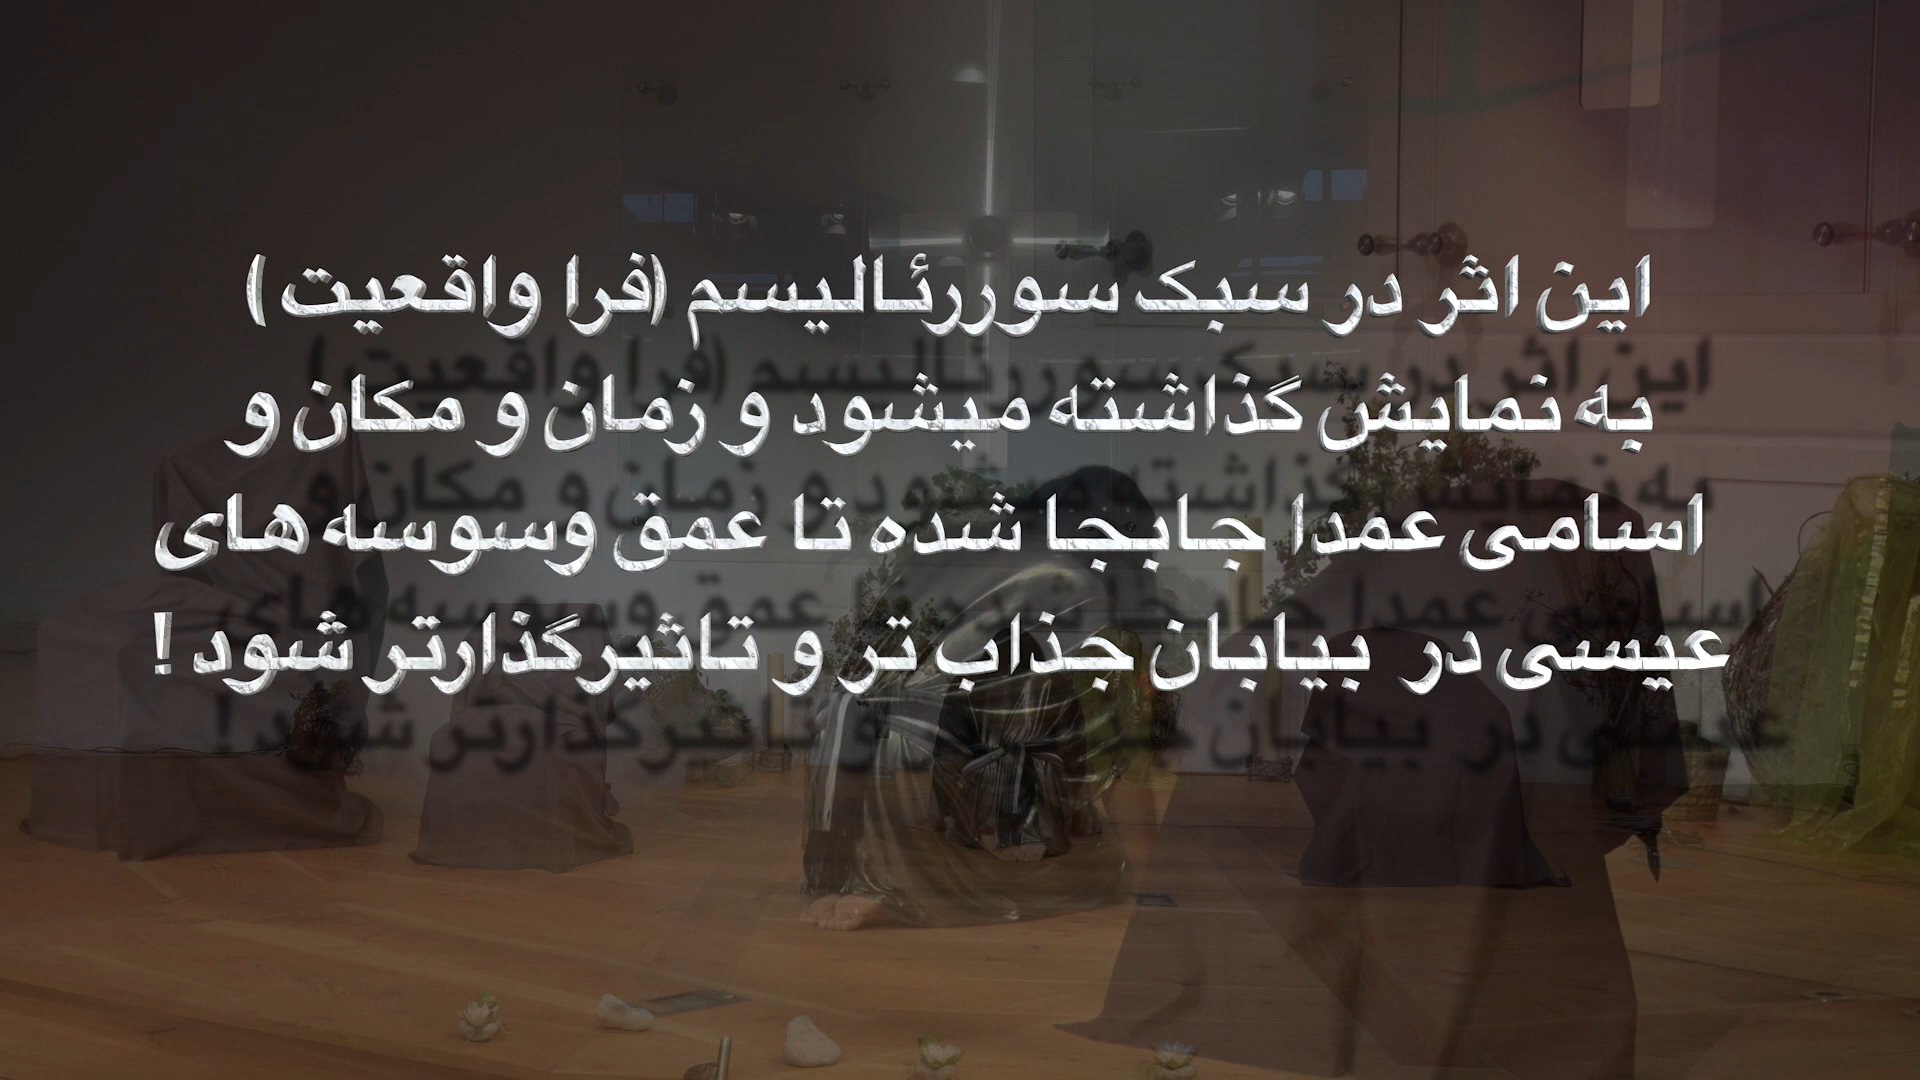 این اثر در سبک سوررئالیسم (فرا واقعیت )
به نمایش گذاشته میشود و زمان و مکان و
اسامی عمدا جابجا شده تا عمق وسوسه های
عیسی در بیابان جذاب تر و تاثیرگذارتر شود !